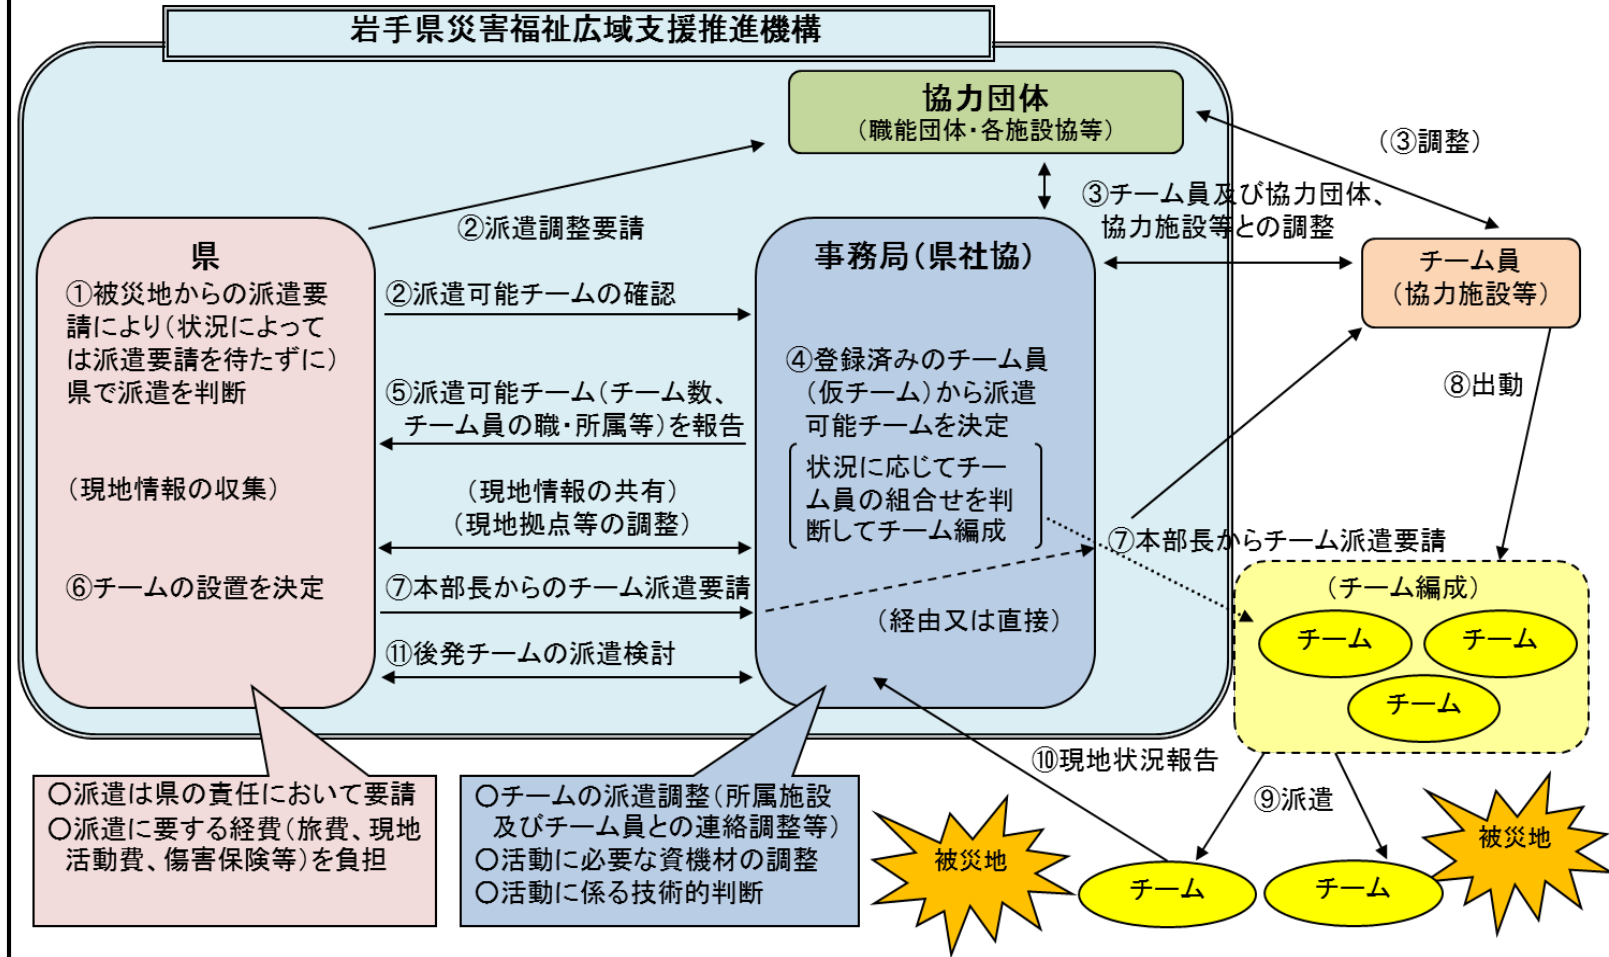 岩手県災害福祉広域支援推進機構
協力団体
（職能団体・各施設協等）
（③調整）
③チーム員及び協力団体、
協力施設等との調整
②派遣調整要請
県
①被災地からの派遣要
請により（状況によって
は派遣要請を待たずに）
県で派遣を判断
（現地情報の収集）
⑥チームの設置を決定
②派遣可能チームの確認
⑤派遣可能チーム（チーム数、
チーム員の職・所属等）を報告
（現地情報の共有）
（現地拠点等の調整）
⑦本部長からのチーム派遣要請
⑪後発チームの派遣検討
事務局（県社協）
④登録済みのチーム員
（仮チーム）から派遣
可能チームを決定
状況に応じてチー
ム員の組合せを判
断してチーム編成
（経由又は直接）
チーム員
（協力施設等）
⑧出動
⑦本部長からチーム派遣要請
（チーム編成）
チーム
チーム
チーム
⑩現地状況報告
⑨派遣
〇派遣は県の責任において要請
〇派遣に要する経費（旅費、現地
活動費、傷害保険等）を負担
〇チームの派遣調整（所属施設
及びチーム員との連絡調整等）
〇活動に必要な資機材の調整
〇活動に係る技術的判断
被災地
チーム
チーム
被災地